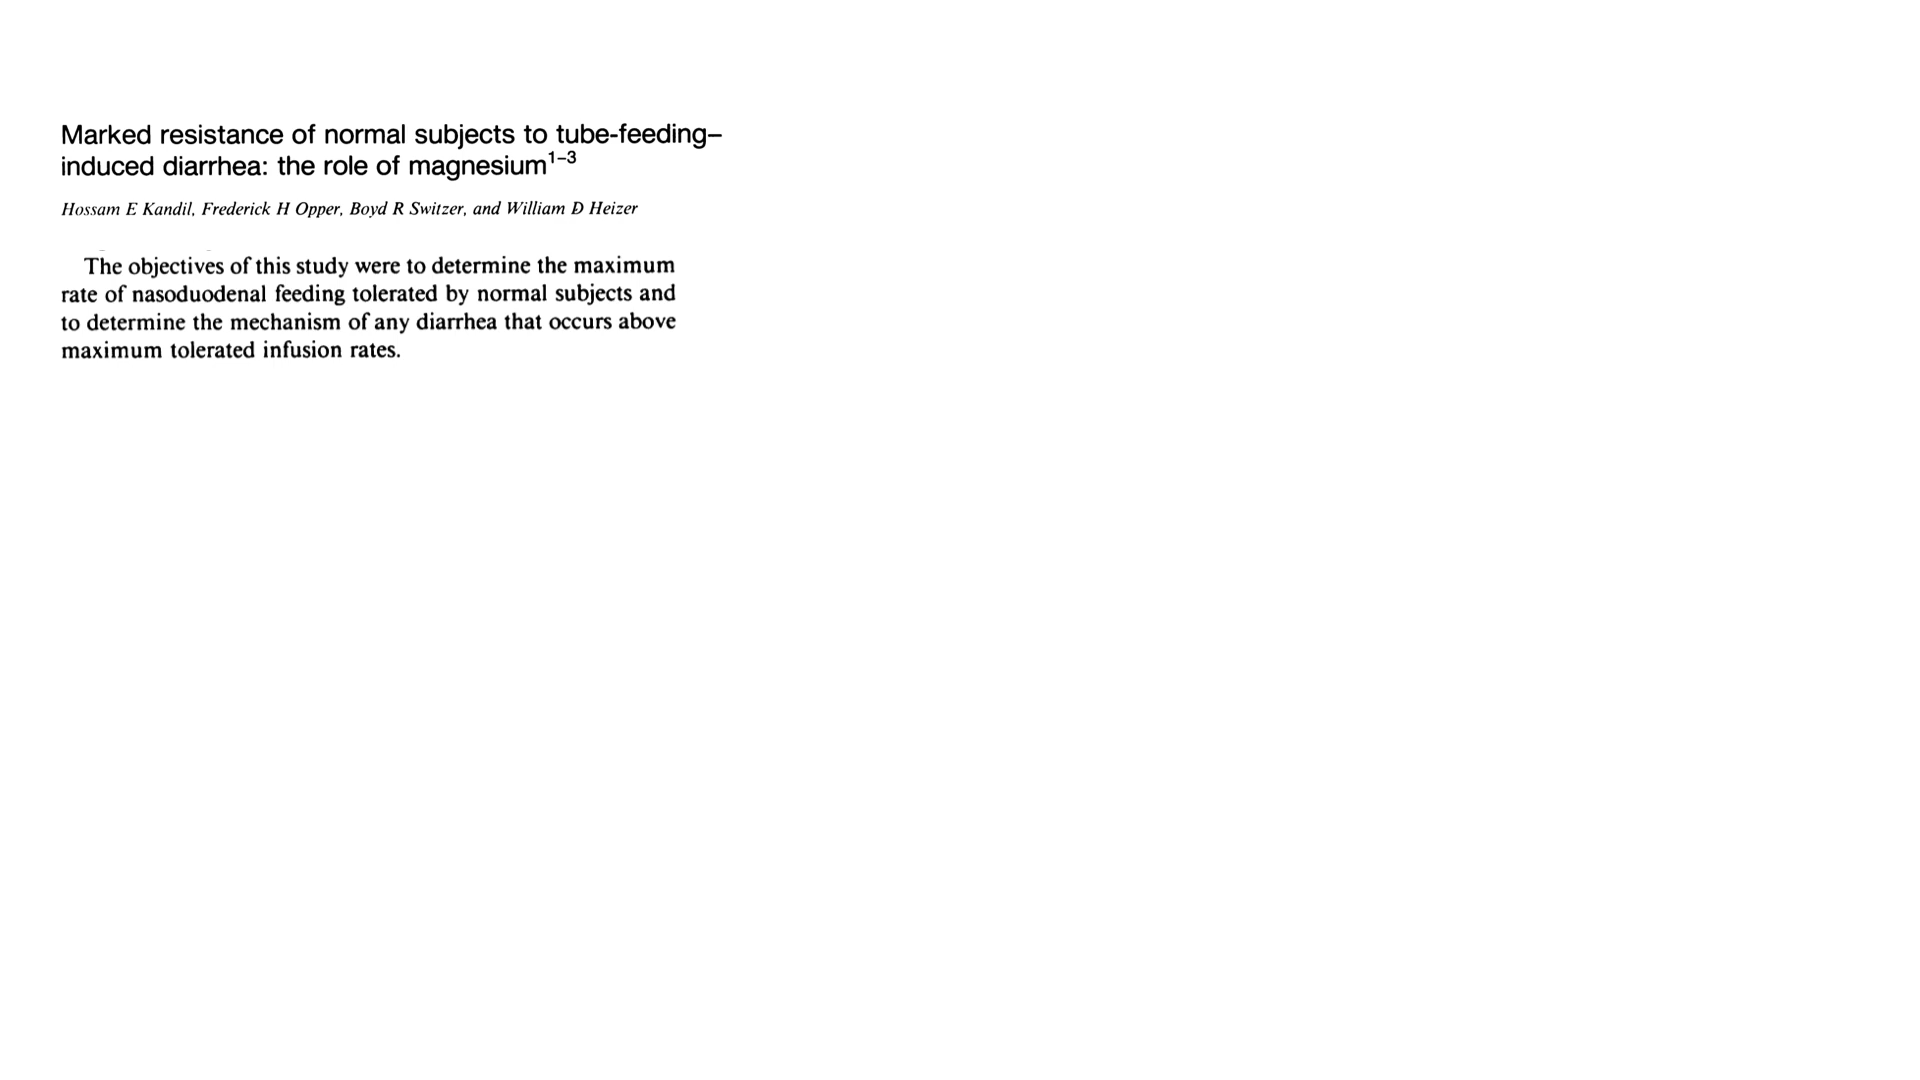 Marked resistance of normal subjects to tube-feeding–
induced diarrhea: the role of magnesium1–3
Hossam E Kandil, Frederick H Opper, Boyd R Switzer, and William D Heizer
The objectives of this study were to determine the maximum
rate of nasoduodenal feeding tolerated by normal subjects and
to determine the mechanism of any diarrhea that occurs above
maximum tolerated infusion rates.